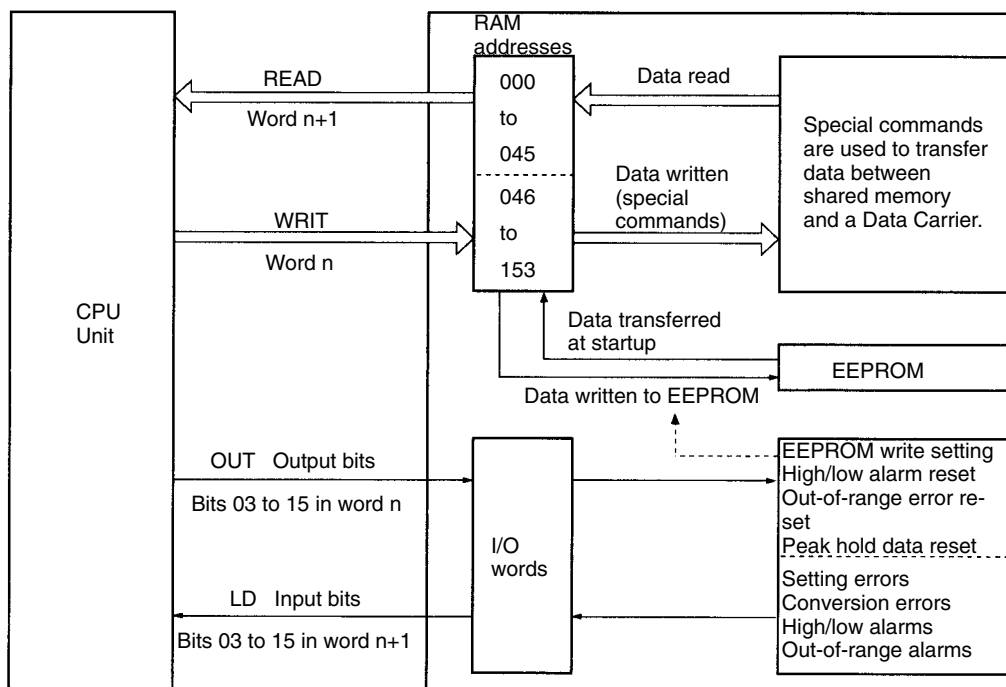 RAM
addresses
READ
Word n+1
000
to
045
Data read
Special commands
are used to transfer
data between
shared memory
and a Data Carrier.
WRIT
Word n
046
to
153
Data written
(special
commands)
CPU
Unit
Data transferred
at startup
EEPROM
Data written to EEPROM
OUT Output bits
Bits 03 to 15 in word n
I/O
words
EEPROM write setting
High/low alarm reset
Out-of-range error re-
set
Peak hold data reset
LD Input bits
Bits 03 to 15 in word n+1
Setting errors
Conversion errors
High/low alarms
Out-of-range alarms